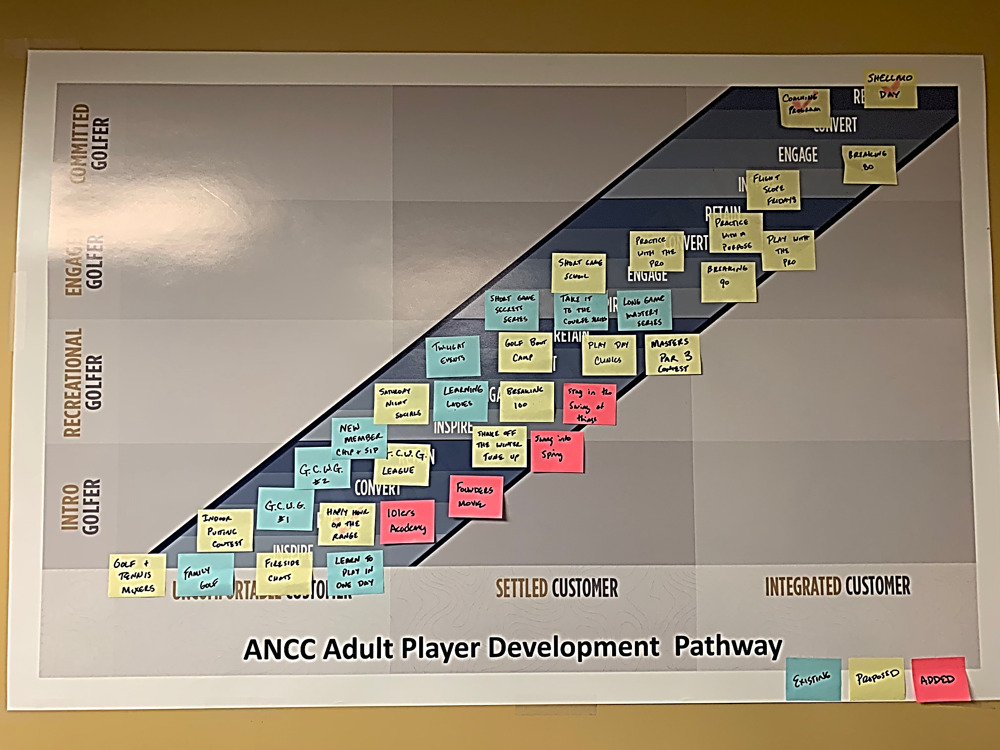 SHELLMO
DAY
COACHING
PROGRAM
CONVERT
ENGAGE
BREAKING
80
FLIGHT
SCOPE
FRIDAYS
RETAIN
PRACTICE
WITH A
PURPOSE
PLAY WITH
THE
PRO
PRACTICE
WITH THE
PRO
CONVERT
SHORT GAME
SCHOOL
ENGAGE
BREAKING
90
SHORT GAME
SECRETS
SERIES
TAKE IT
TO THE
COURSE SERIES
LONG GAME
MASTERY
SERIES
RETAIN
TWILIGHT
EVENTS
GOLF BOOT
CAMP
PLAY DAY
CLINICS
MASTERS
PAR 3
CONTEST
SATURDAY
NIGHT
SOCIALS
LEARNING
LADIES
BREAKING
100
Stay in the
Swing of
things
INSPIRE
NEW
MEMBER
CHIP + SIP
SHAKE OFF
THE WINTER
TUNE UP
Swing into
Spring
G.C.W.G.
#2
.C.W.G.
LEAGUE
CONVERT
FOUNDERS
MOVIE
G.C.W.G.
#1
INDOOR
PUTTING
CONTEST
HAPPY HOUR
ON THE
RANGE
101ers
Academy
INSPIRE
GOLF +
TENNIS
MIXERS
FAMILY
GOLF
FIRESIDE
CHATS
LEARN TO
PLAY IN
ONE DAY
COMMITTED
GOLFER
ENGAGED
GOLFER
RECREATIONAL
GOLFER
INTRO
GOLFER
UNCOMFORTABLE CUSTOMER
SETTLED CUSTOMER
INTEGRATED CUSTOMER
ANCC Adult Player Development Pathway
EXISTING
PROPOSED
ADDED